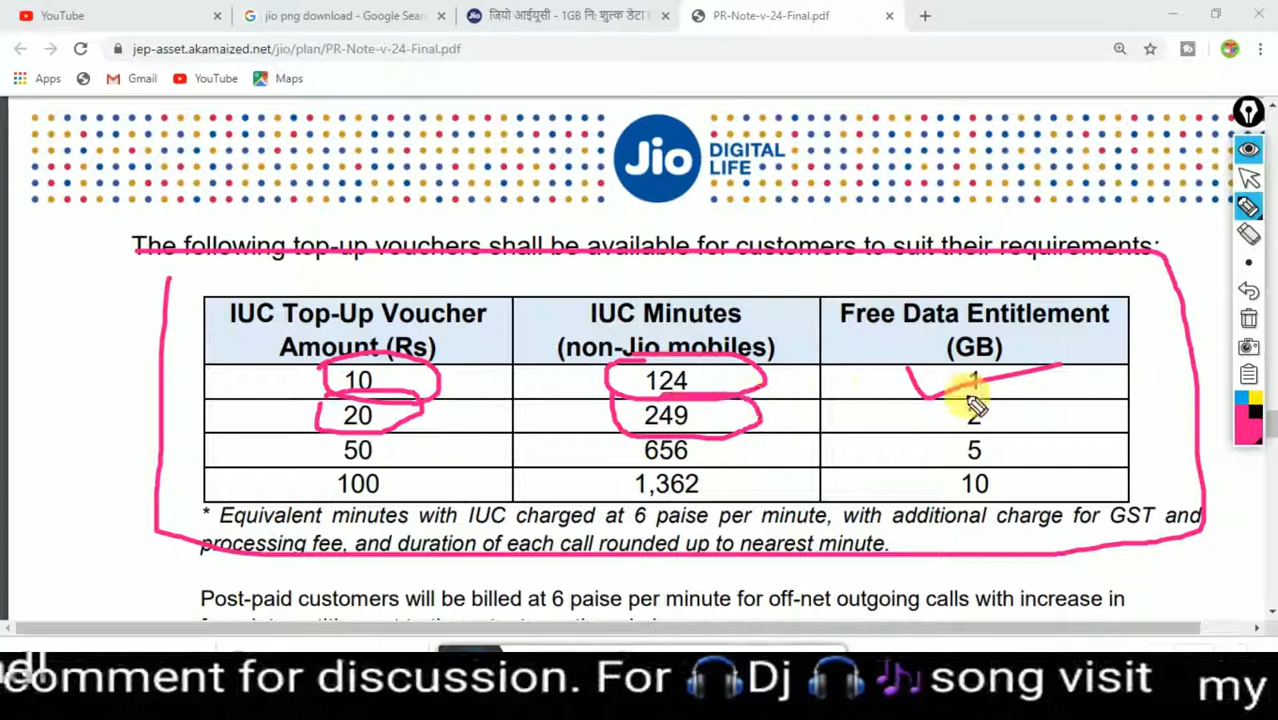 YouTube
jio png download - Google Sear
Jio
जियो आईयूसी - 1GB नि: शुल्क डेटा
PR-Note-v-24-Final.pdf
jep-asset.akamaized.net/jio/plan/PR-Note-v-24-Final.pdf
Apps
Gmail
YouTube
Maps
Jio
DIGITAL
LIFE
The following top-up vouchers shall be available for customers to suit their requirements:
IUC Top-Up Voucher Amount (Rs)
IUC Minutes (non-Jio mobiles)
Free Data Entitlement (GB)
10 124 1
20 249 2
50 656 5
100 1,362 10
* Equivalent minutes with IUC charged at 6 paise per minute, with additional charge for GST and
processing fee, and duration of each call rounded up to nearest minute.
Post-paid customers will be billed at 6 paise per minute for off-net outgoing calls with increase in
comment for discussion. For 🎧Dj 🎧🎶song visit my